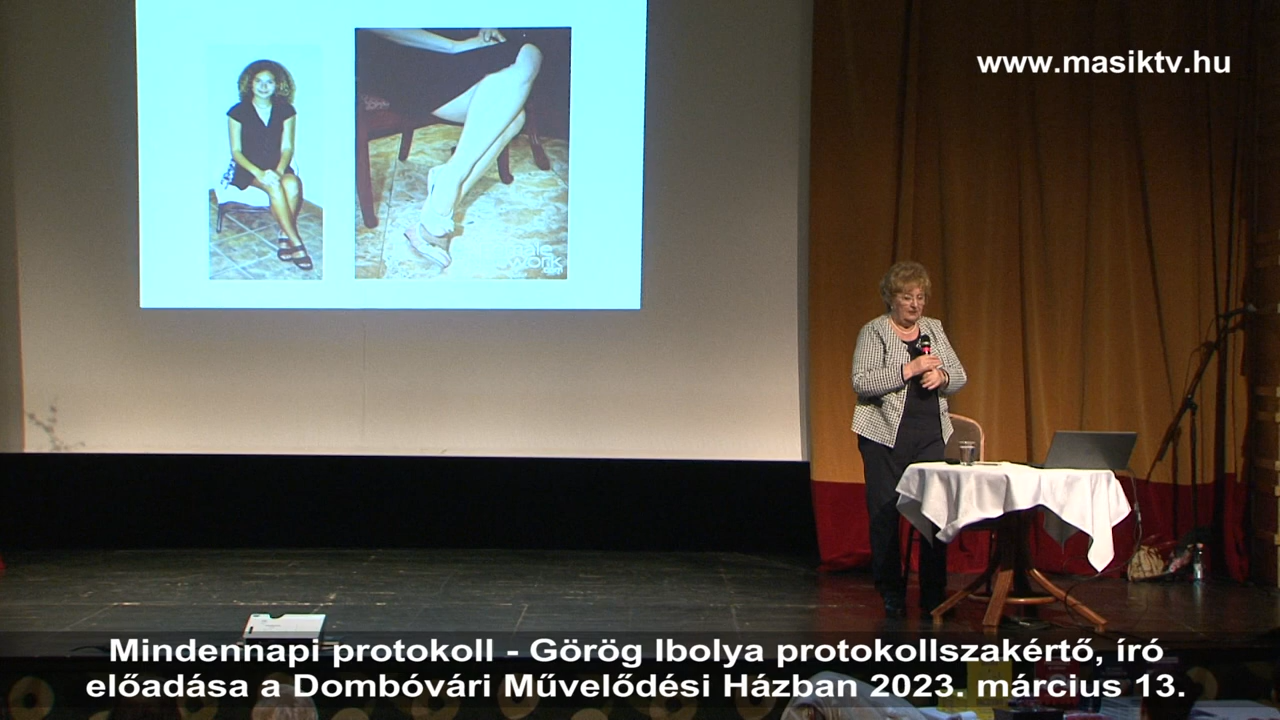 www.masiktv.hu
Mindennapi protokoll - Görög Ibolya protokollszakértő, író
előadása a Dombóvári Művelődési Házban 2023. március 13.